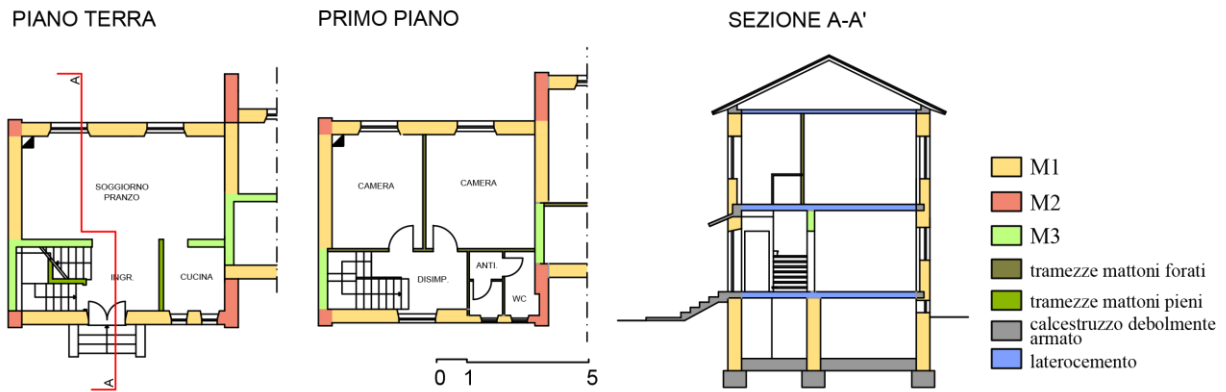 PIANO TERRA
PRIMO PIANO
SEZIONE A-A'
A
SOGGIORNO
PRANZO
INGR.
CUCINA
A
CAMERA
CAMERA
DISIMP.
ANTI.
WC
0 1 5
M1
M2
M3
tramezze mattoni forati
tramezze mattoni pieni
calcestruzzo debolmente
armato
laterocemento